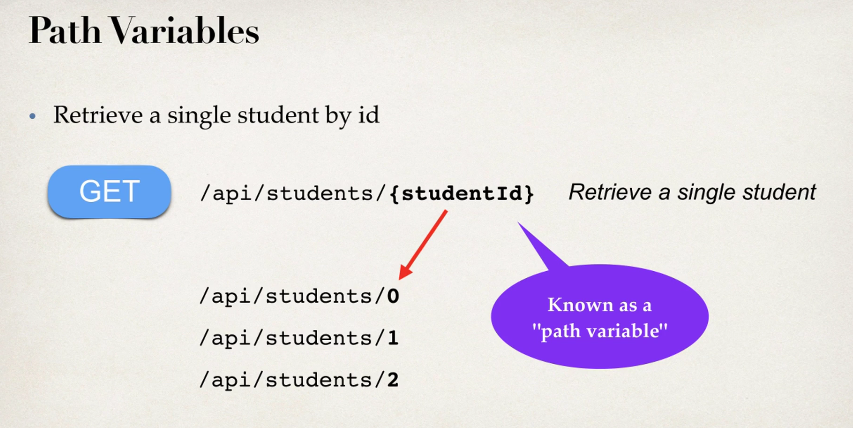 Path Variables
• Retrieve a single student by id
GET /api/students/{studentId} Retrieve a single student
/api/students/0
/api/students/1
/api/students/2
Known as a
"path variable"